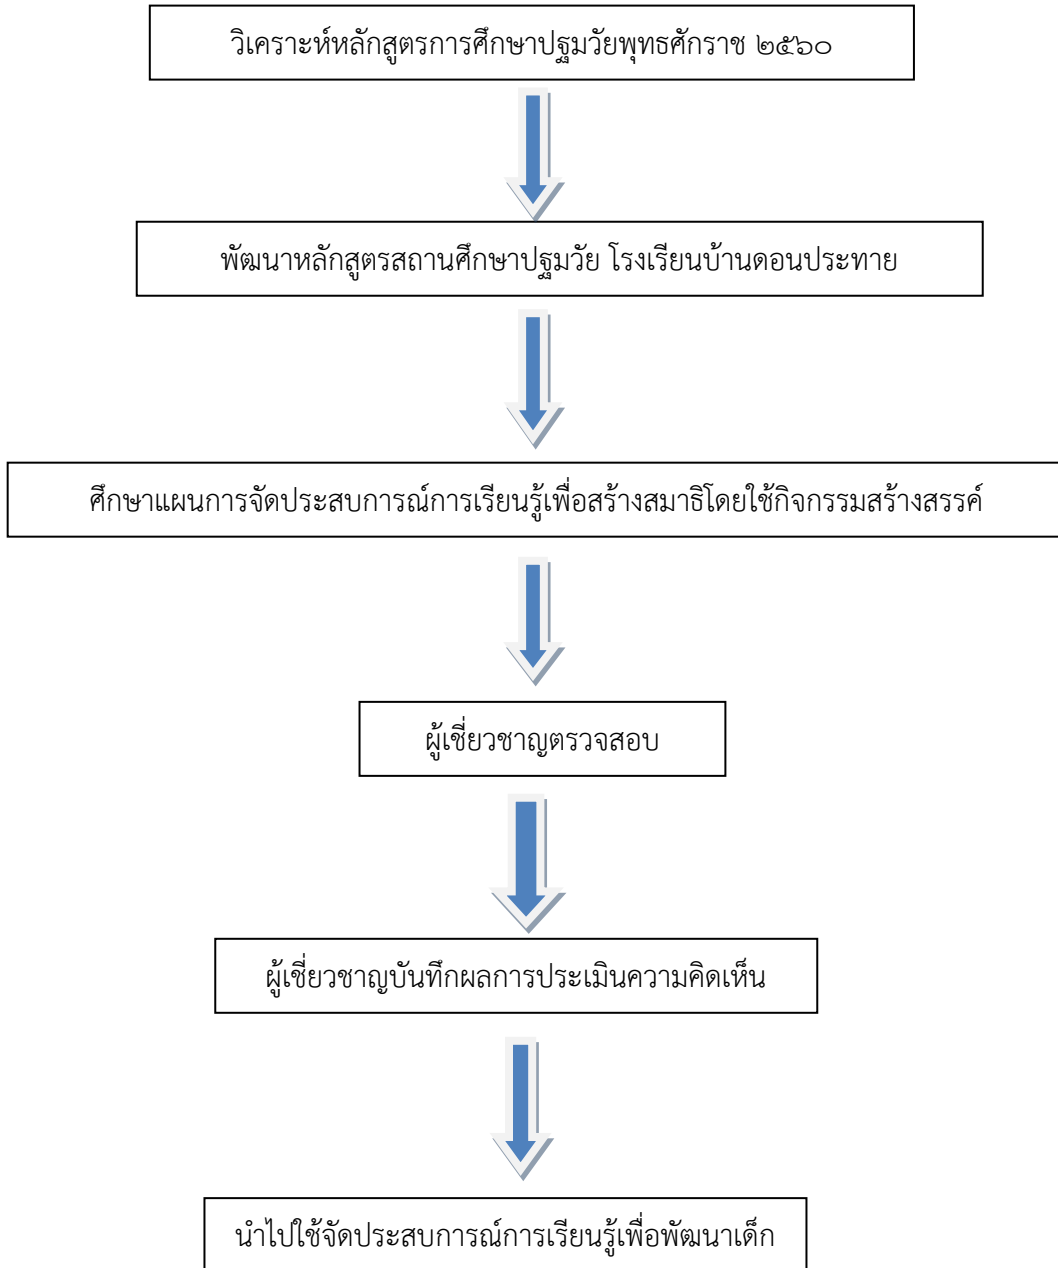 วิเคราะห์หลักสูตรการศึกษาปฐมวัยพุทธศักราช ๒๕๖๐
พัฒนาหลักสูตรสถานศึกษาปฐมวัย โรงเรียนบ้านดอนประทาย
ศึกษาแผนการจัดประสบการณ์การเรียนรู้เพื่อสร้างสมาธิโดยใช้กิจกรรมสร้างสรรค์
ผู้เชี่ยวชาญตรวจสอบ
ผู้เชี่ยวชาญบันทึกผลการประเมินความคิดเห็น
นำไปใช้จัดประสบการณ์การเรียนรู้เพื่อพัฒนาเด็ก